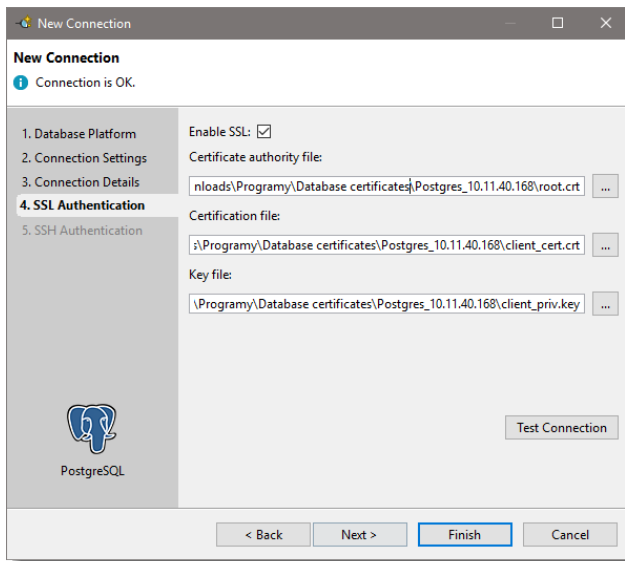 New Connection
New Connection
Connection is OK.
1. Database Platform
2. Connection Settings
3. Connection Details
4. SSL Authentication
5. SSH Authentication
PostgreSQL
Enable SSL:
Certificate authority file:
nloads\Programy\Database certificates\Postgres_10.11.40.168\root.crt
...
Certification file:
\Programy\Database certificates\Postgres_10.11.40.168\client_cert.crt
...
Key file:
\Programy\Database certificates\Postgres_10.11.40.168\client_priv.key
...
Test Connection
< Back
Next >
Finish
Cancel